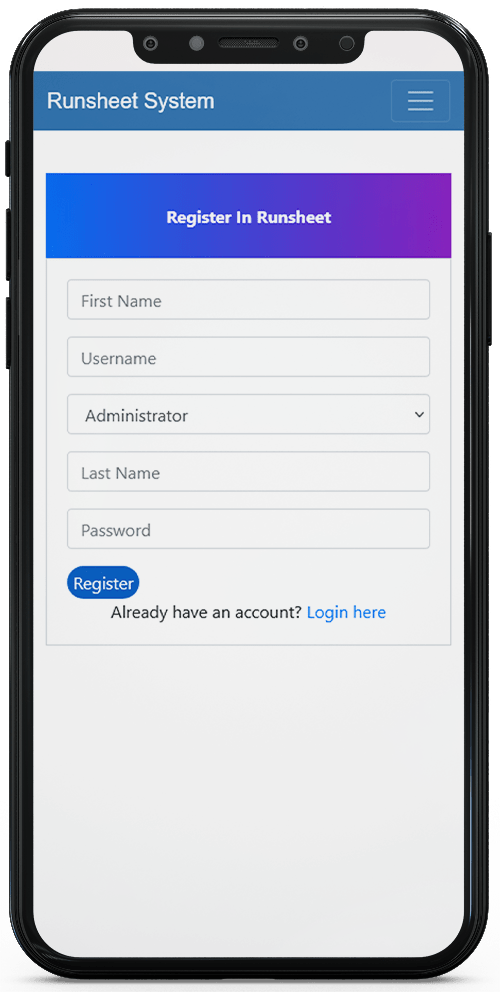 Runsheet System
Register In Runsheet
First Name
Username
Administrator
Last Name
Password
Register
Already have an account? Login here